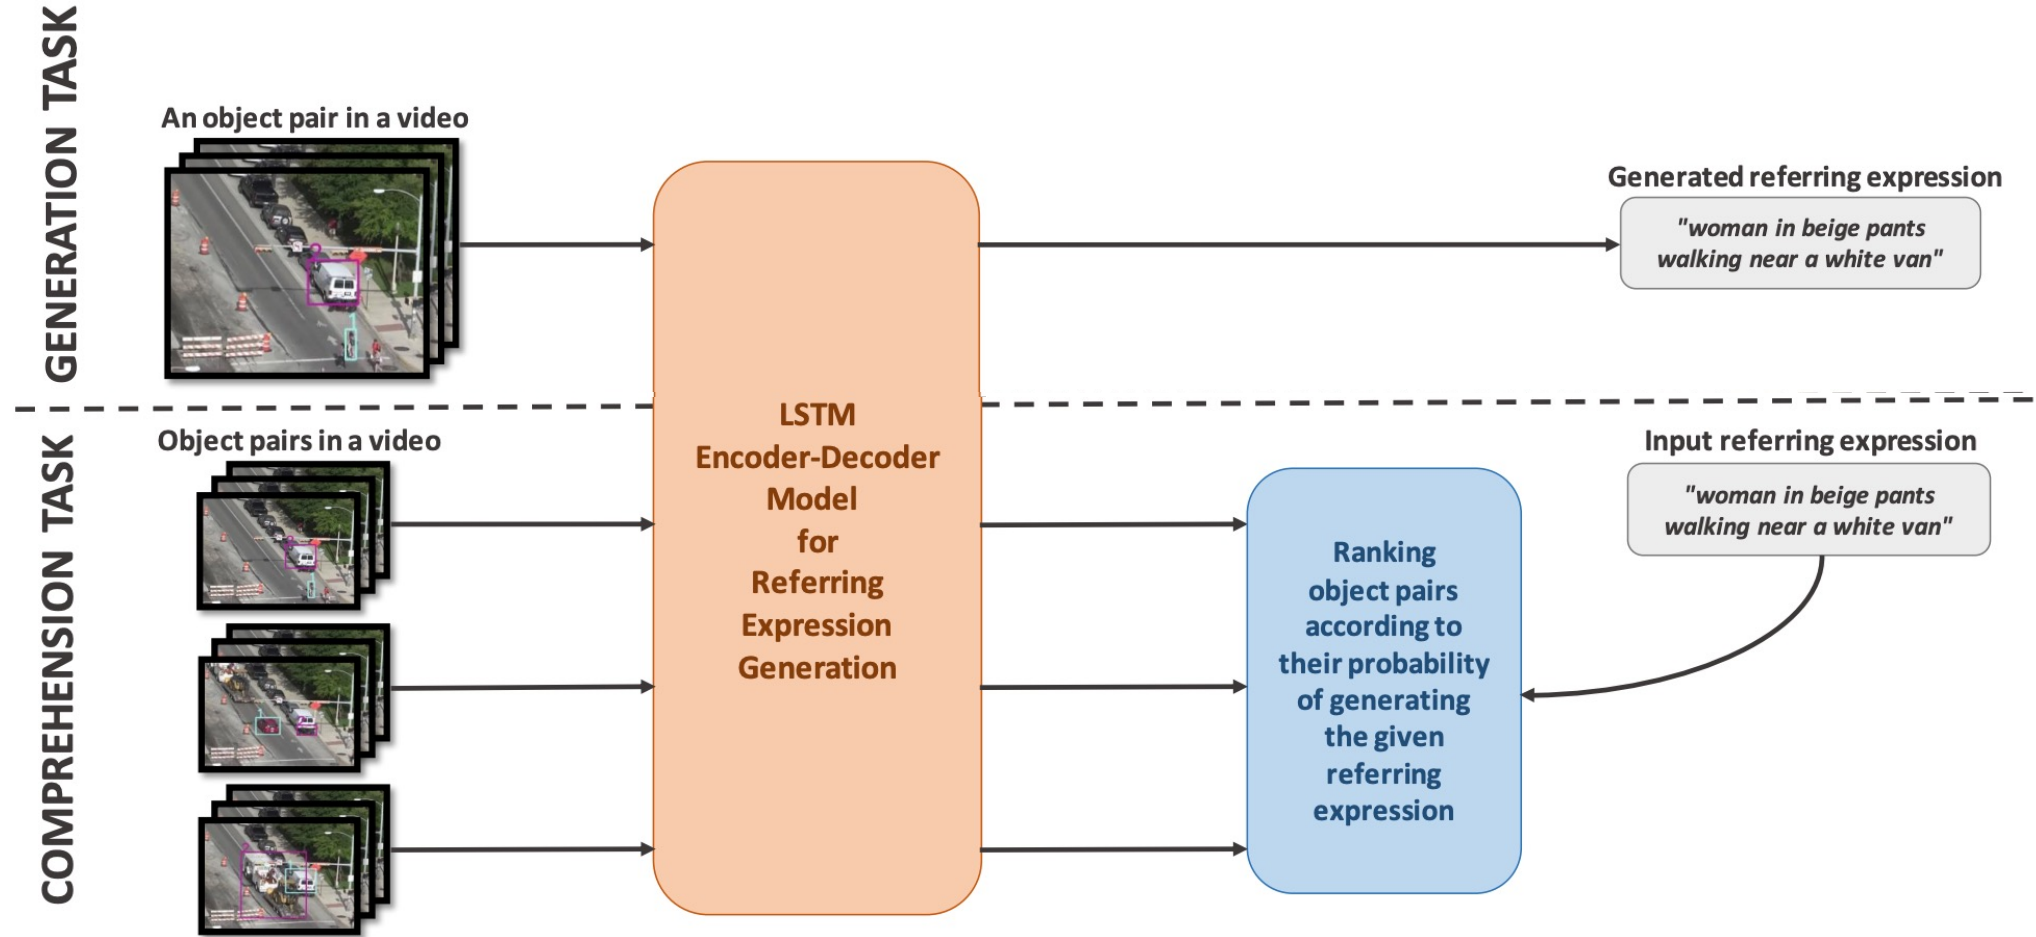 GENERATION TASK
An object pair in a video
Generated referring expression
"woman in beige pants
walking near a white van"
COMPREHENSION TASK
Object pairs in a video
LSTM
Encoder-Decoder
Model
for
Referring
Expression
Generation
Ranking
object pairs
according to
their probability
of generating
the given
referring
expression
Input referring expression
"woman in beige pants
walking near a white van"